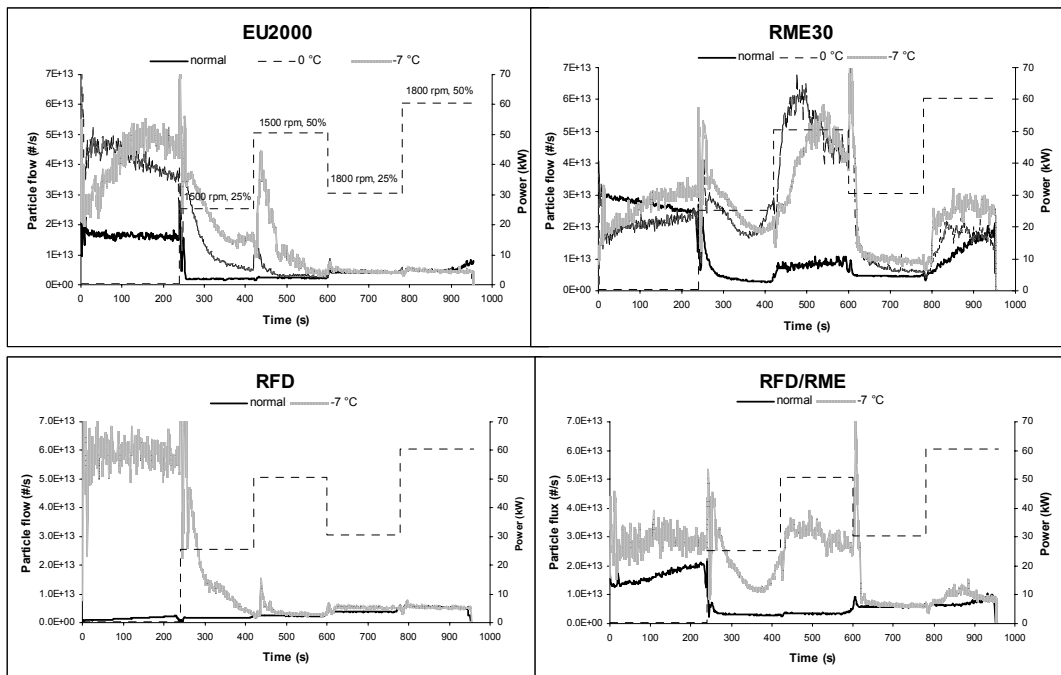 EU2000
normal 0 °C -7 °C
7E+13 70
6E+13 60
5E+13 50
4E+13 40
3E+13 30
2E+13 20
1E+13 10
0E+00 0
Particle flow (#/s)
Power (kW)
1500 rpm, 25%
1500 rpm, 50%
1800 rpm, 25%
1800 rpm, 50%
0 100 200 300 400 500 600 700 800 900 1000
Time (s)
RME30
normal 0 °C -7 °C
7E+13 70
6E+13 60
5E+13 50
4E+13 40
3E+13 30
2E+13 20
1E+13 10
0E+00 0
Particle flow (#/s)
Power (kW)
0 100 200 300 400 500 600 700 800 900 1000
Time (s)
RFD
normal -7 °C
7.0E+13 70
6.0E+13 60
5.0E+13 50
4.0E+13 40
3.0E+13 30
2.0E+13 20
1.0E+13 10
0.0E+00 0
Particle flow (#/s)
Power (kW)
0 100 200 300 400 500 600 700 800 900 1000
Time (s)
RFD/RME
normal -7 °C
7.0E+13 70
6.0E+13 60
5.0E+13 50
4.0E+13 40
3.0E+13 30
2.0E+13 20
1.0E+13 10
0.0E+00 0
Particle flux (#/s)
Power (kW)
0 100 200 300 400 500 600 700 800 900 1000
Time (s)